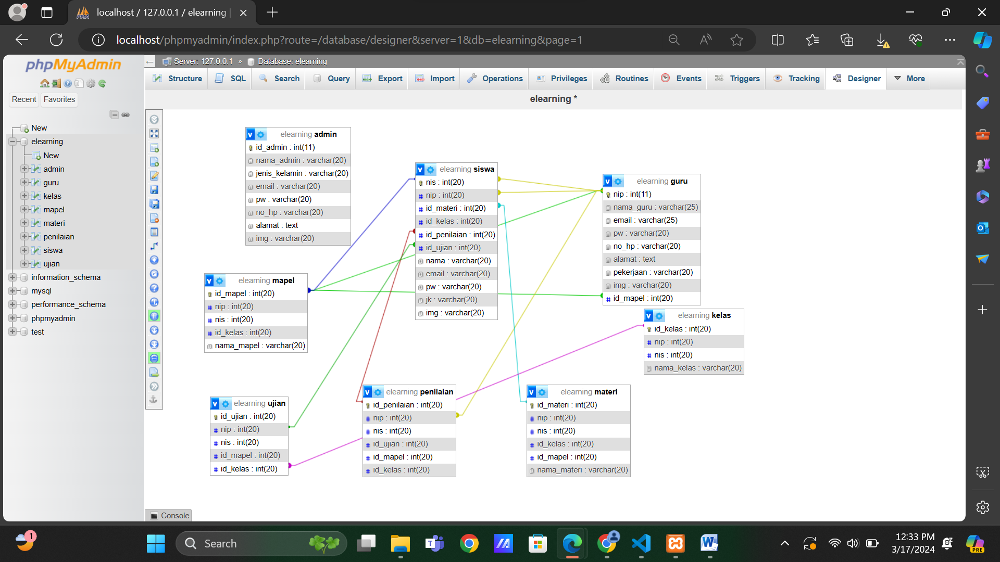 localhost / 127.0.0.1 / elearning |
localhost/phpmyadmin/index.php?route=/database/designer&server=1&db=elearning&page=1
phpMyAdmin
Recent
Favorites
New
elearning
New
admin
guru
kelas
mapel
materi
penilaian
siswa
ujian
information_schema
mysql
performance_schema
phpmyadmin
test
Server: 127.0.0.1 » Database: elearning
Structure
SQL
Search
Query
Export
Import
Operations
Privileges
Routines
Events
Triggers
Tracking
Designer
More
elearning *
elearning admin
id_admin : int(11)
nama_admin : varchar(20)
jenis_kelamin : varchar(20)
email : varchar(20)
pw : varchar(20)
no_hp : varchar(20)
alamat : text
img : varchar(20)
elearning siswa
nis : int(20)
nip : int(20)
id_materi : int(20)
id_kelas : int(20)
id_penilaian : int(20)
id_ujian : int(20)
nama : varchar(20)
email : varchar(20)
pw : varchar(20)
jk : varchar(20)
img : varchar(20)
elearning guru
nip : int(11)
nama_guru : varchar(25)
email : varchar(25)
pw : varchar(20)
no_hp : varchar(20)
alamat : text
pekerjaan : varchar(20)
img : varchar(20)
id_mapel : int(20)
elearning mapel
id_mapel : int(20)
nip : int(20)
nis : int(20)
id_kelas : int(20)
nama_mapel : varchar(20)
elearning kelas
id_kelas : int(20)
nip : int(20)
nis : int(20)
nama_kelas : varchar(20)
elearning ujian
id_ujian : int(20)
nip : int(20)
nis : int(20)
id_mapel : int(20)
id_kelas : int(20)
elearning penilaian
id_penilaian : int(20)
nip : int(20)
nis : int(20)
id_ujian : int(20)
id_mapel : int(20)
id_kelas : int(20)
elearning materi
id_materi : int(20)
nip : int(20)
nis : int(20)
id_kelas : int(20)
id_mapel : int(20)
nama_materi : varchar(20)
Console
1
Search
12:33 PM
3/17/2024
PRE